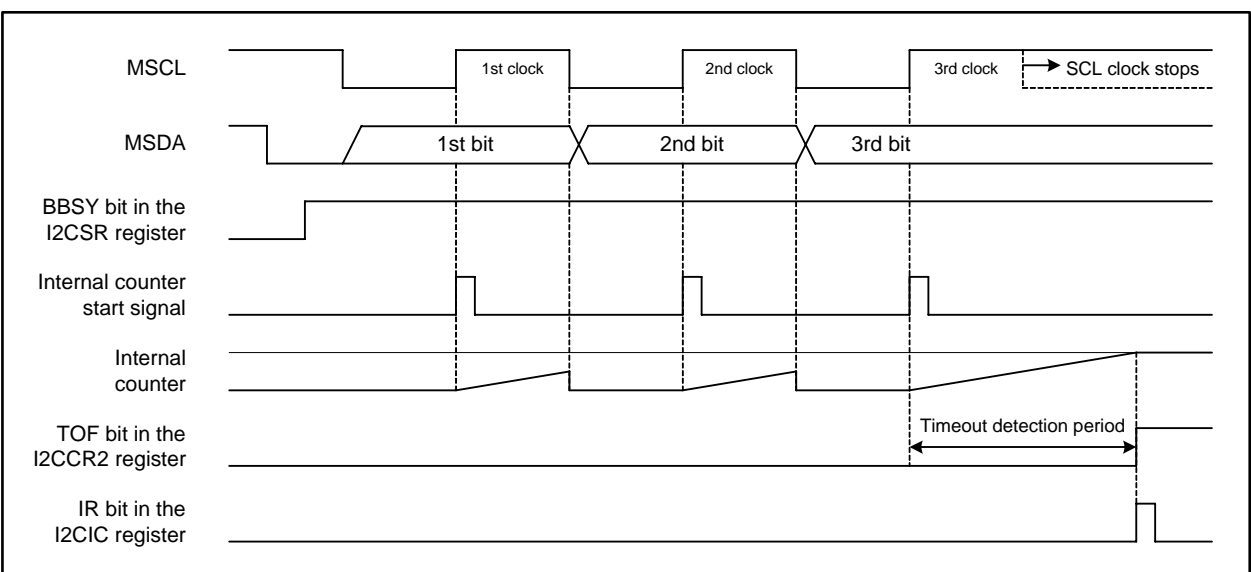 MSCL
1st clock
2nd clock
3rd clock
SCL clock stops
MSDA
1st bit
2nd bit
3rd bit
BBSY bit in the
I2CSR register
Internal counter
start signal
Internal
counter
TOF bit in the
I2CCR2 register
Timeout detection period
IR bit in the
I2CIC register